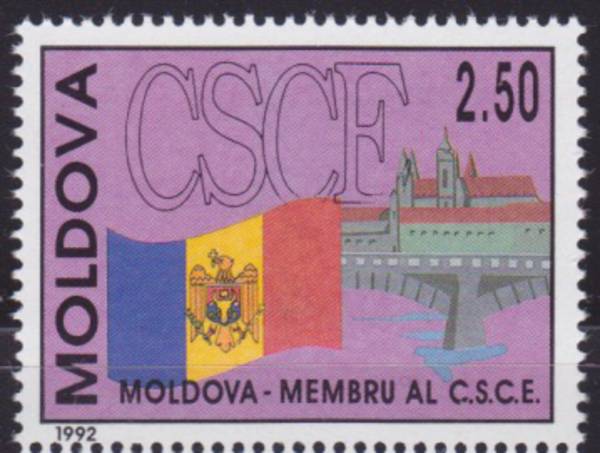 MOLDOVA
CSCE
2.50
MOLDOVA - MEMBRU AL C.S.C.E.
1992